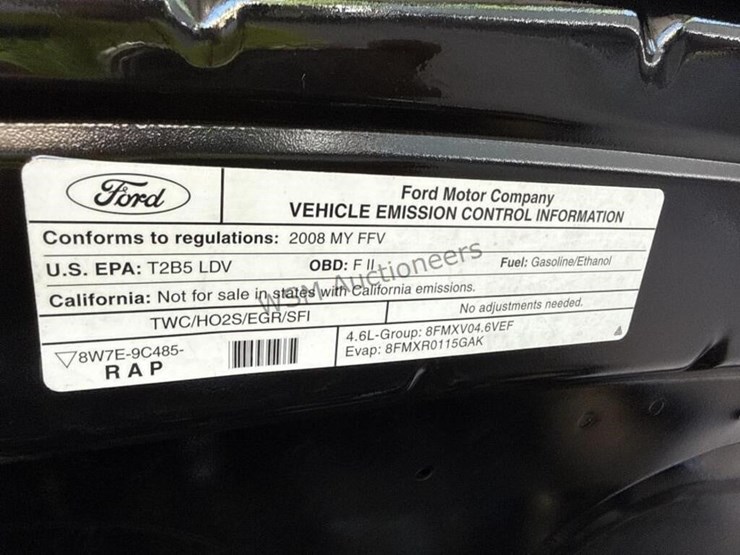 Ford
Ford Motor Company
VEHICLE EMISSION CONTROL INFORMATION
Conforms to regulations: 2008 MY FFV
U.S. EPA: T2B5 LDV OBD: F II Fuel: Gasoline/Ethanol
California: Not for sale in states with California emissions.
TWC/HO2S/EGR/SFI No adjustments needed.
8W7E-9C485-
RAP
4.6L-Group: 8FMXV04.6VEF
Evap: 8FMXR0115GAK
WSM Auctioneers